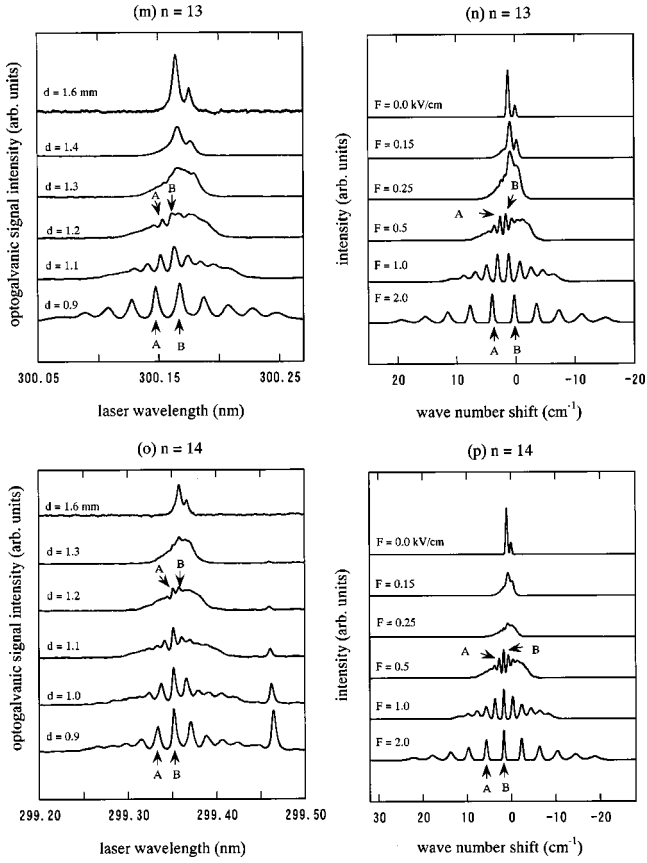 (m) n = 13
optogalvanic signal intensity (arb. units)
d = 1.6 mm
d = 1.4
d = 1.3
A
B
d = 1.2
d = 1.1
d = 0.9
A
B
300.05
300.15
300.25
laser wavelength (nm)
(n) n = 13
intensity (arb. units)
F = 0.0 kV/cm
F = 0.15
F = 0.25
B
A
F = 0.5
F = 1.0
F = 2.0
A
B
20
10
0
-10
-20
wave number shift (cm⁻¹)
(o) n = 14
optogalvanic signal intensity (arb. units)
d = 1.6 mm
d = 1.3
A
B
d = 1.2
d = 1.1
d = 1.0
d = 0.9
A
B
299.20
299.30
299.40
299.50
laser wavelength (nm)
(p) n = 14
intensity (arb. units)
F = 0.0 kV/cm
F = 0.15
F = 0.25
A
B
F = 0.5
F = 1.0
F = 2.0
A
B
30
20
10
0
-10
-20
wave number shift (cm⁻¹)